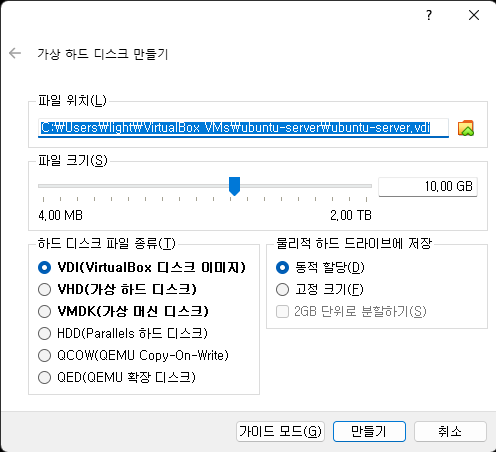 ?
가상 하드 디스크 만들기
파일 위치(L)
C:₩Users₩light₩VirtualBox VMs₩ubuntu-server₩ubuntu-server.vdi
파일 크기(S)
10.00 GB
4.00 MB 2.00 TB
하드 디스크 파일 종류(T)
VDI(VirtualBox 디스크 이미지)
VHD(가상 하드 디스크)
VMDK(가상 머신 디스크)
HDD(Parallels 하드 디스크)
QCOW(QEMU Copy-On-Write)
QED(QEMU 확장 디스크)
물리적 하드 드라이브에 저장
동적 할당(D)
고정 크기(F)
2GB 단위로 분할하기(S)
가이드 모드(G) 만들기 취소